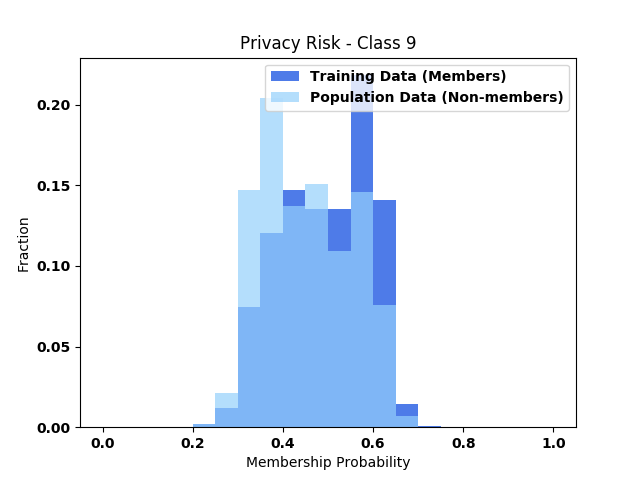 Privacy Risk - Class 9
Training Data (Members)
Population Data (Non-members)
0.20
0.15
0.10
0.05
0.00
Fraction
0.0 0.2 0.4 0.6 0.8 1.0
Membership Probability